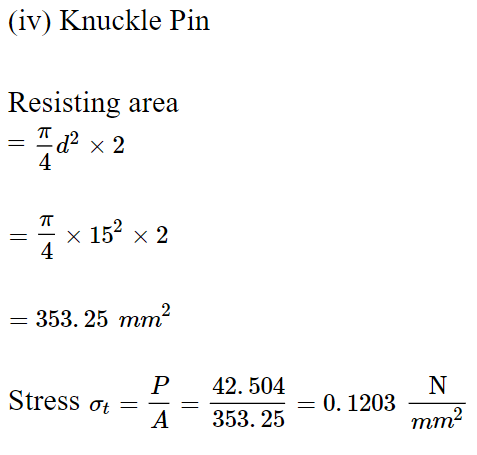 (iv) Knuckle Pin
Resisting area
= π/4 d² × 2
= π/4 × 15² × 2
= 353.25 mm²
Stress σₜ = P/A = 42.504/353.25 = 0.1203 N/mm²